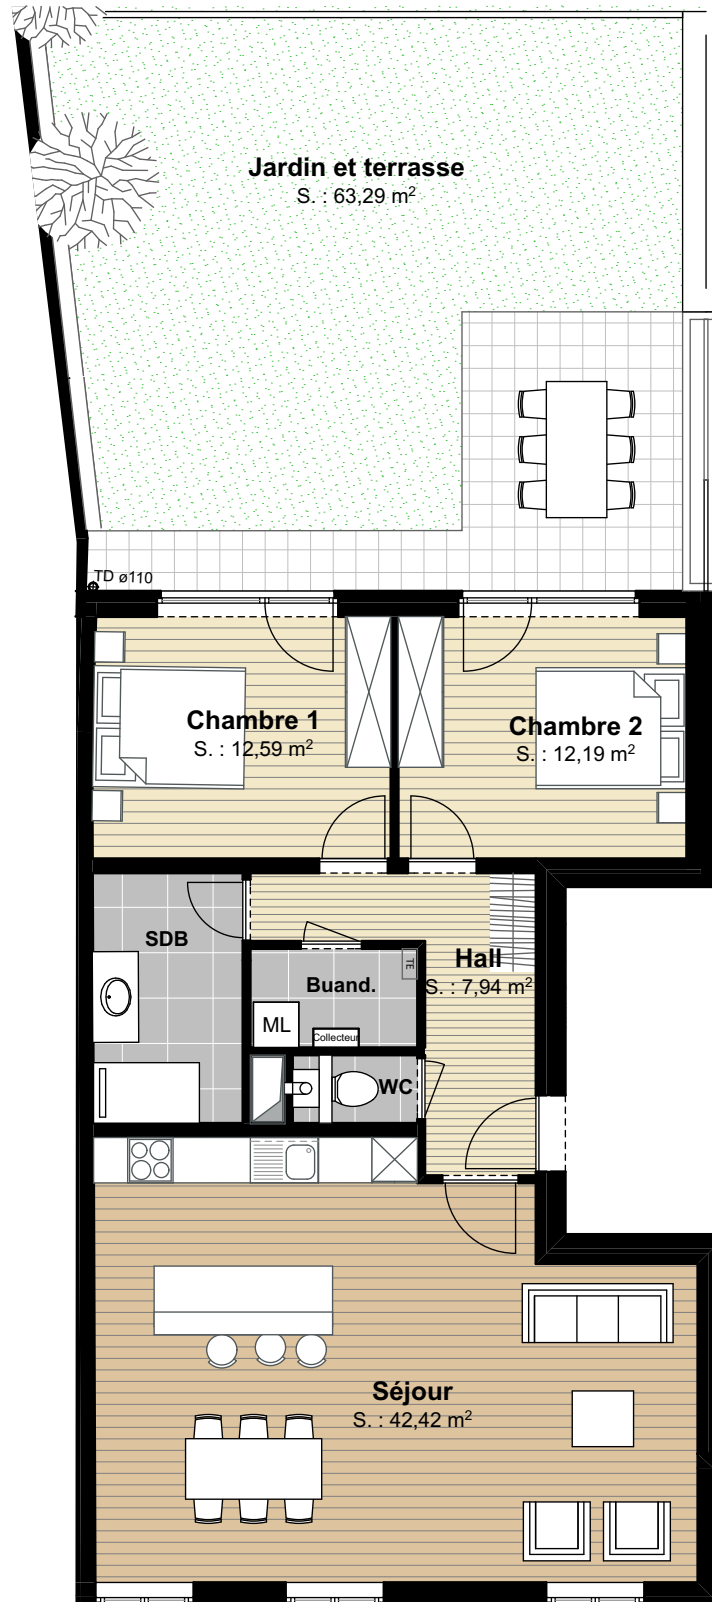 Jardin et terrasse
S. : 63,29 m²
TD ø110
Chambre 1
S. : 12,59 m²
Chambre 2
S. : 12,19 m²
SDB
Hall
S. : 7,94 m²
TE
Buand.
ML
Collecteur
WC
Séjour
S. : 42,42 m²